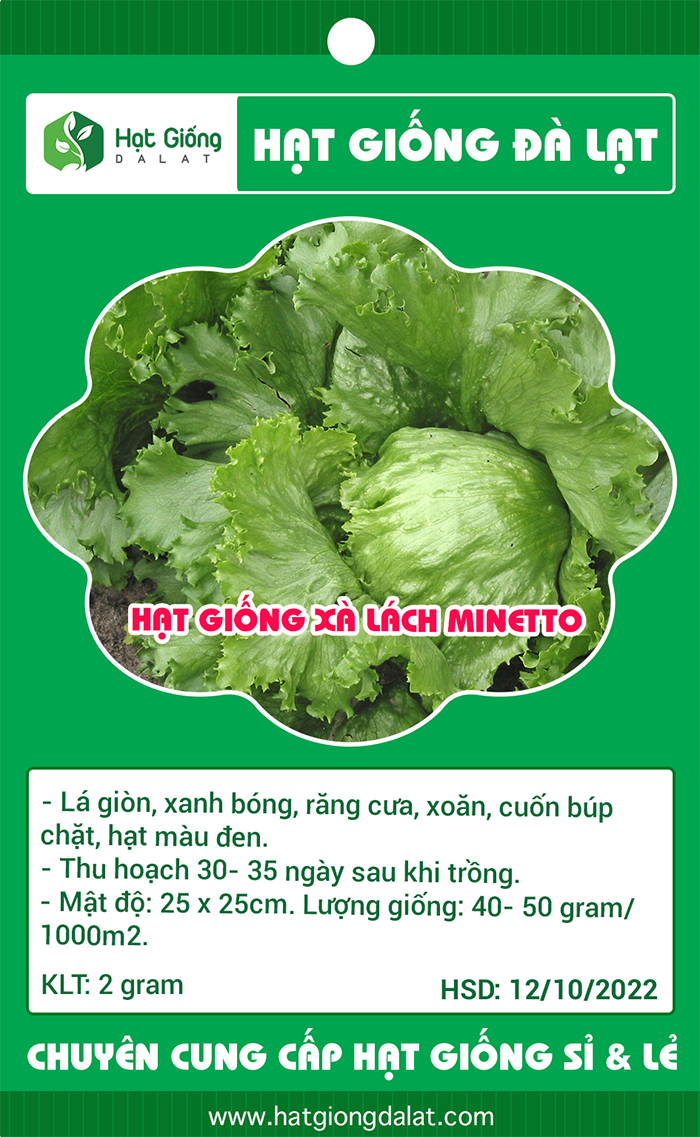 Hạt Giống
DALAT
HẠT GIỐNG ĐÀ LẠT
HẠT GIỐNG XÀ LÁCH MINETTO
- Lá giòn, xanh bóng, răng cưa, xoăn, cuốn búp
chặt, hạt màu đen.
- Thu hoạch 30- 35 ngày sau khi trồng.
- Mật độ: 25 x 25cm. Lượng giống: 40- 50 gram/
1000m2.
KLT: 2 gram
HSD: 12/10/2022
CHUYÊN CUNG CẤP HẠT GIỐNG SỈ & LẺ
www.hatgiongdalat.com